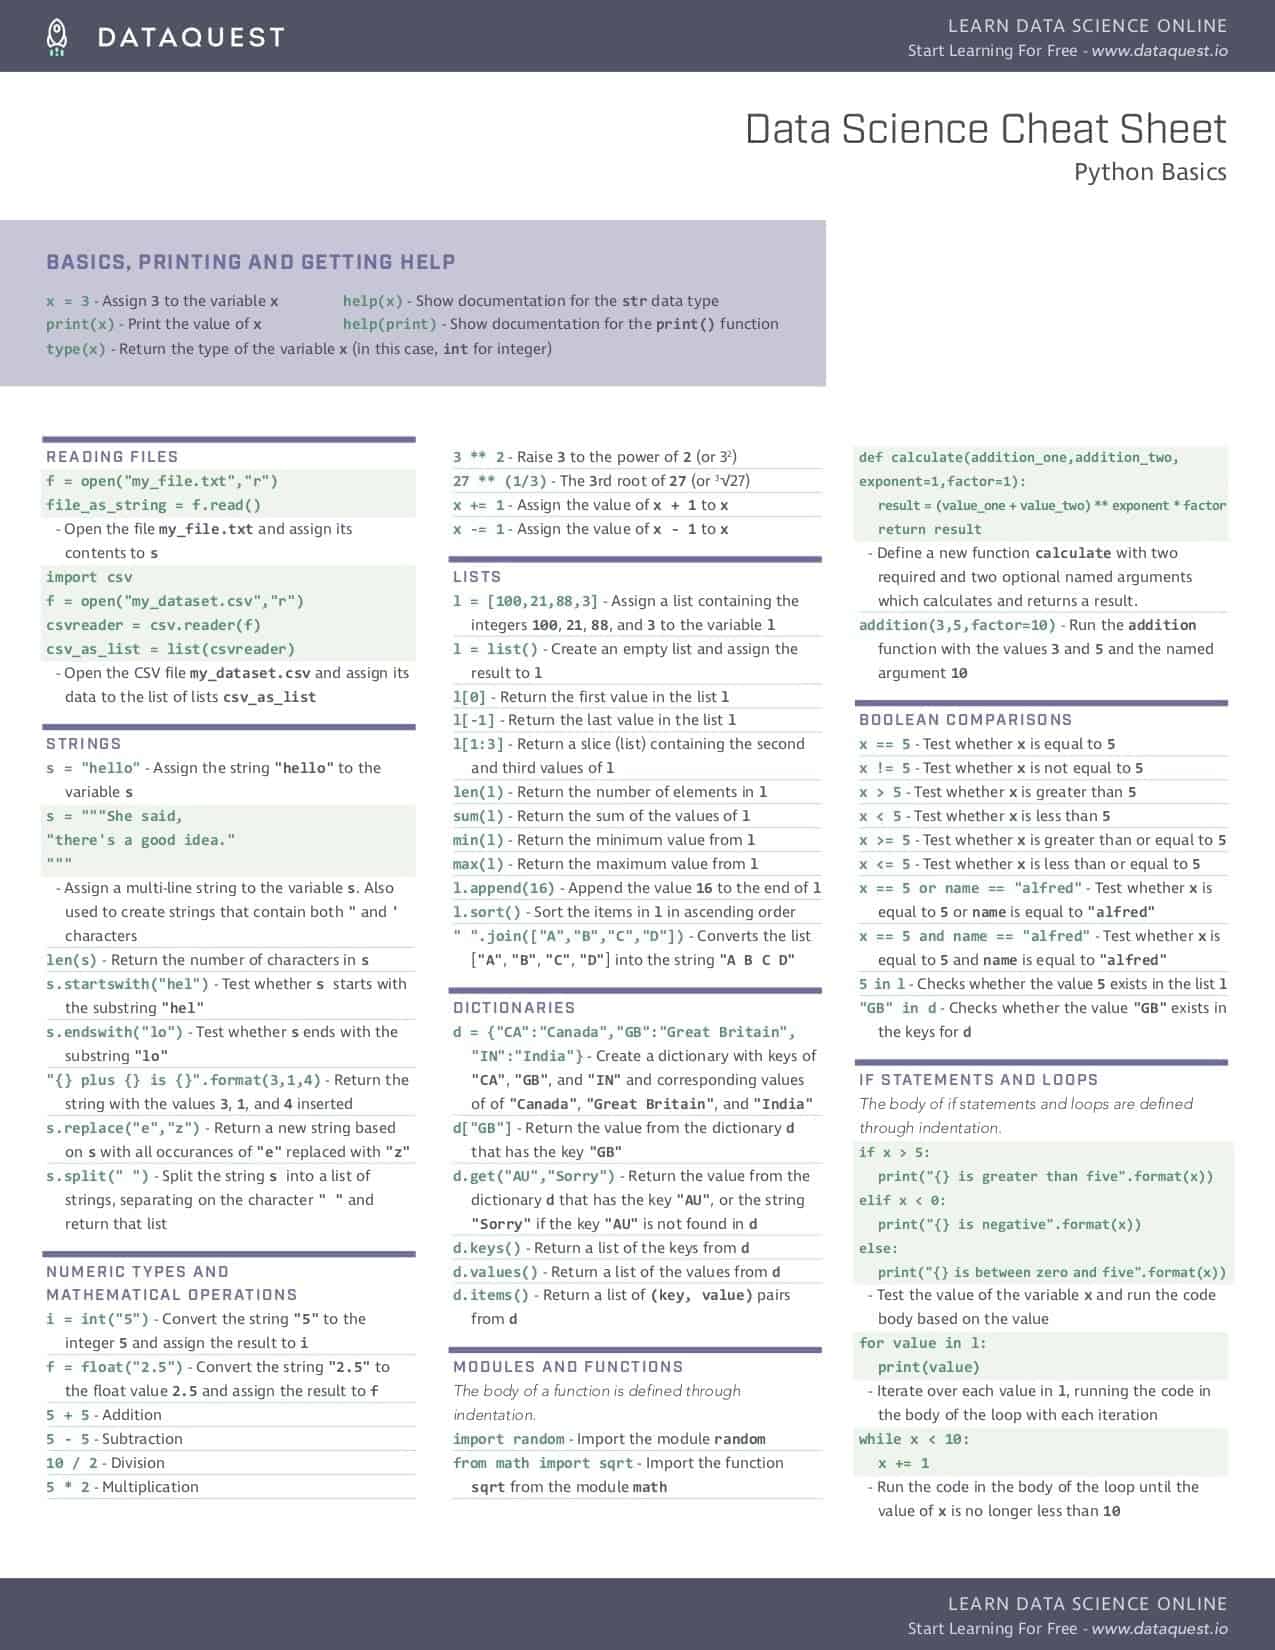 DATAQUEST
LEARN DATA SCIENCE ONLINE
Start Learning For Free - www.dataquest.io
Data Science Cheat Sheet
Python Basics
BASICS, PRINTING AND GETTING HELP
x = 3 - Assign 3 to the variable x
print(x) - Print the value of x
type(x) - Return the type of the variable x (in this case, int for integer)
help(x) - Show documentation for the str data type
help(print) - Show documentation for the print() function
READING FILES
f = open("my_file.txt","r")
file_as_string = f.read()
- Open the file my_file.txt and assign its
contents to s
import csv
f = open("my_dataset.csv","r")
csvreader = csv.reader(f)
csv_as_list = list(csvreader)
- Open the CSV file my_dataset.csv and assign its
data to the list of lists csv_as_list
STRINGS
s = "hello" - Assign the string "hello" to the
variable s
s = """She said,
"there's a good idea."
"""
- Assign a multi-line string to the variable s. Also
used to create strings that contain both " and '
characters
len(s) - Return the number of characters in s
s.startswith("hel") - Test whether s starts with
the substring "hel"
s.endswith("lo") - Test whether s ends with the
substring "lo"
"{} plus {} is {}".format(3,1,4) - Return the
string with the values 3, 1, and 4 inserted
s.replace("e","z") - Return a new string based
on s with all occurances of "e" replaced with "z"
s.split(" ") - Split the string s into a list of
strings, separating on the character " " and
return that list
NUMERIC TYPES AND
MATHEMATICAL OPERATIONS
i = int("5") - Convert the string "5" to the
integer 5 and assign the result to i
f = float("2.5") - Convert the string "2.5" to
the float value 2.5 and assign the result to f
5 + 5 - Addition
5 - 5 - Subtraction
10 / 2 - Division
5 * 2 - Multiplication
3 ** 2 - Raise 3 to the power of 2 (or 3²)
27 ** (1/3) - The 3rd root of 27 (or ³√27)
x += 1 - Assign the value of x + 1 to x
x -= 1 - Assign the value of x - 1 to x
LISTS
l = [100,21,88,3] - Assign a list containing the
integers 100, 21, 88, and 3 to the variable l
l = list() - Create an empty list and assign the
result to l
l[0] - Return the first value in the list l
l[-1] - Return the last value in the list l
l[1:3] - Return a slice (list) containing the second
and third values of l
len(l) - Return the number of elements in l
sum(l) - Return the sum of the values of l
min(l) - Return the minimum value from l
max(l) - Return the maximum value from l
l.append(16) - Append the value 16 to the end of l
l.sort() - Sort the items in l in ascending order
" ".join(["A","B","C","D"]) - Converts the list
["A", "B", "C", "D"] into the string "A B C D"
DICTIONARIES
d = {"CA":"Canada","GB":"Great Britain",
"IN":"India"} - Create a dictionary with keys of
"CA", "GB", and "IN" and corresponding values
of of "Canada", "Great Britain", and "India"
d["GB"] - Return the value from the dictionary d
that has the key "GB"
d.get("AU","Sorry") - Return the value from the
dictionary d that has the key "AU", or the string
"Sorry" if the key "AU" is not found in d
d.keys() - Return a list of the keys from d
d.values() - Return a list of the values from d
d.items() - Return a list of (key, value) pairs
from d
MODULES AND FUNCTIONS
The body of a function is defined through
indentation.
import random - Import the module random
from math import sqrt - Import the function
sqrt from the module math
def calculate(addition_one,addition_two,
exponent=1,factor=1):
result = (value_one + value_two) ** exponent * factor
return result
- Define a new function calculate with two
required and two optional named arguments
which calculates and returns a result.
addition(3,5,factor=10) - Run the addition
function with the values 3 and 5 and the named
argument 10
BOOLEAN COMPARISONS
x == 5 - Test whether x is equal to 5
x != 5 - Test whether x is not equal to 5
x > 5 - Test whether x is greater than 5
x < 5 - Test whether x is less than 5
x >= 5 - Test whether x is greater than or equal to 5
x <= 5 - Test whether x is less than or equal to 5
x == 5 or name == "alfred" - Test whether x is
equal to 5 or name is equal to "alfred"
x == 5 and name == "alfred" - Test whether x is
equal to 5 and name is equal to "alfred"
5 in l - Checks whether the value 5 exists in the list l
"GB" in d - Checks whether the value "GB" exists in
the keys for d
IF STATEMENTS AND LOOPS
The body of if statements and loops are defined
through indentation.
if x > 5:
print("{} is greater than five".format(x))
elif x < 0:
print("{} is negative".format(x))
else:
print("{} is between zero and five".format(x))
- Test the value of the variable x and run the code
body based on the value
for value in l:
print(value)
- Iterate over each value in l, running the code in
the body of the loop with each iteration
while x < 10:
x += 1
- Run the code in the body of the loop until the
value of x is no longer less than 10
LEARN DATA SCIENCE ONLINE
Start Learning For Free - www.dataquest.io